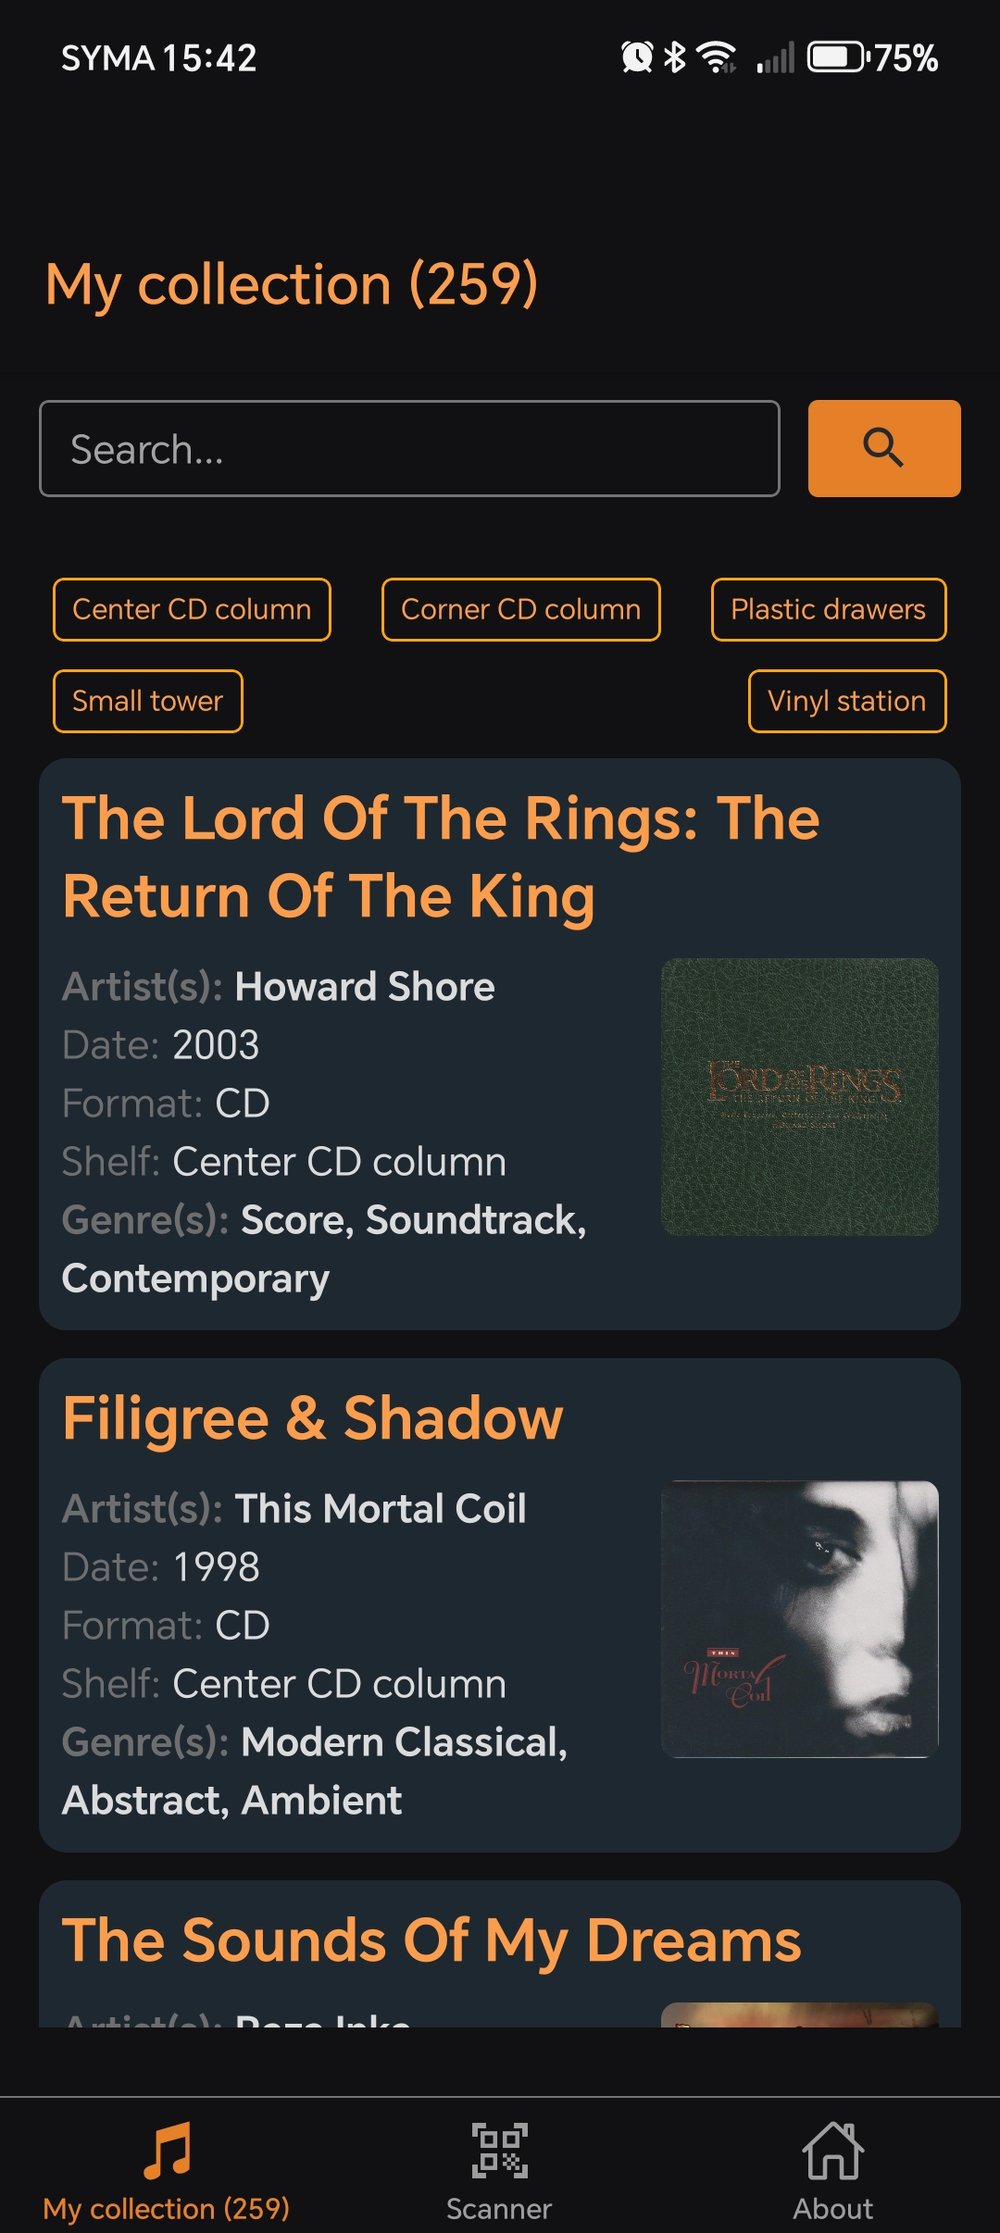 SYMA 15:42 75%
My collection (259)
Search...
Center CD column Corner CD column Plastic drawers
Small tower Vinyl station
The Lord Of The Rings: The
Return Of The King
Artist(s): Howard Shore
Date: 2003
Format: CD
Shelf: Center CD column
Genre(s): Score, Soundtrack,
Contemporary
THE LORD OF THE RINGS
THE RETURN OF THE KING
HOWARD SHORE
Filigree & Shadow
Artist(s): This Mortal Coil
Date: 1998
Format: CD
Shelf: Center CD column
Genre(s): Modern Classical,
Abstract, Ambient
THIS
MORTAL
COIL
The Sounds Of My Dreams
Artist(s):
My collection (259) Scanner About